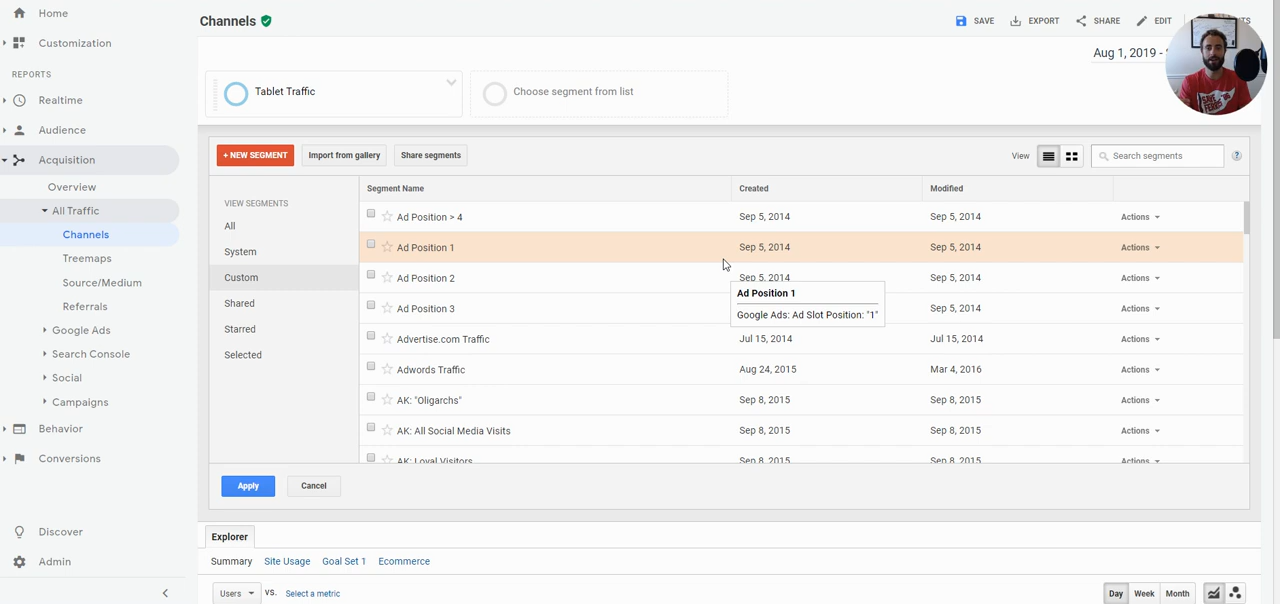 Home
Customization
REPORTS
Realtime
Audience
Acquisition
Overview
All Traffic
Channels
Treemaps
Source/Medium
Referrals
Google Ads
Search Console
Social
Campaigns
Behavior
Conversions
Discover
Admin
Channels
SAVE
EXPORT
SHARE
EDIT
Aug 1, 2019 -
Tablet Traffic
Choose segment from list
+ NEW SEGMENT
Import from gallery
Share segments
View
Search segments
?
VIEW SEGMENTS
All
System
Custom
Shared
Starred
Selected
Segment Name Created Modified
Ad Position > 4 Sep 5, 2014 Sep 5, 2014 Actions
Ad Position 1 Sep 5, 2014 Sep 5, 2014 Actions
Ad Position 2 Sep 5, 2014 Sep 5, 2014 Actions
Ad Position 3 Sep 5, 2014 Actions
Ad Position 1
Google Ads: Ad Slot Position: "1"
Advertise.com Traffic Jul 15, 2014 Jul 15, 2014 Actions
Adwords Traffic Aug 24, 2015 Mar 4, 2016 Actions
AK: "Oligarchs" Sep 8, 2015 Sep 8, 2015 Actions
AK: All Social Media Visits Sep 8, 2015 Sep 8, 2015 Actions
AK: Loyal Visitors Sep 8, 2015 Sep 8, 2015 Actions
Apply
Cancel
Explorer
Summary Site Usage Goal Set 1 Ecommerce
Users VS. Select a metric
Day Week Month